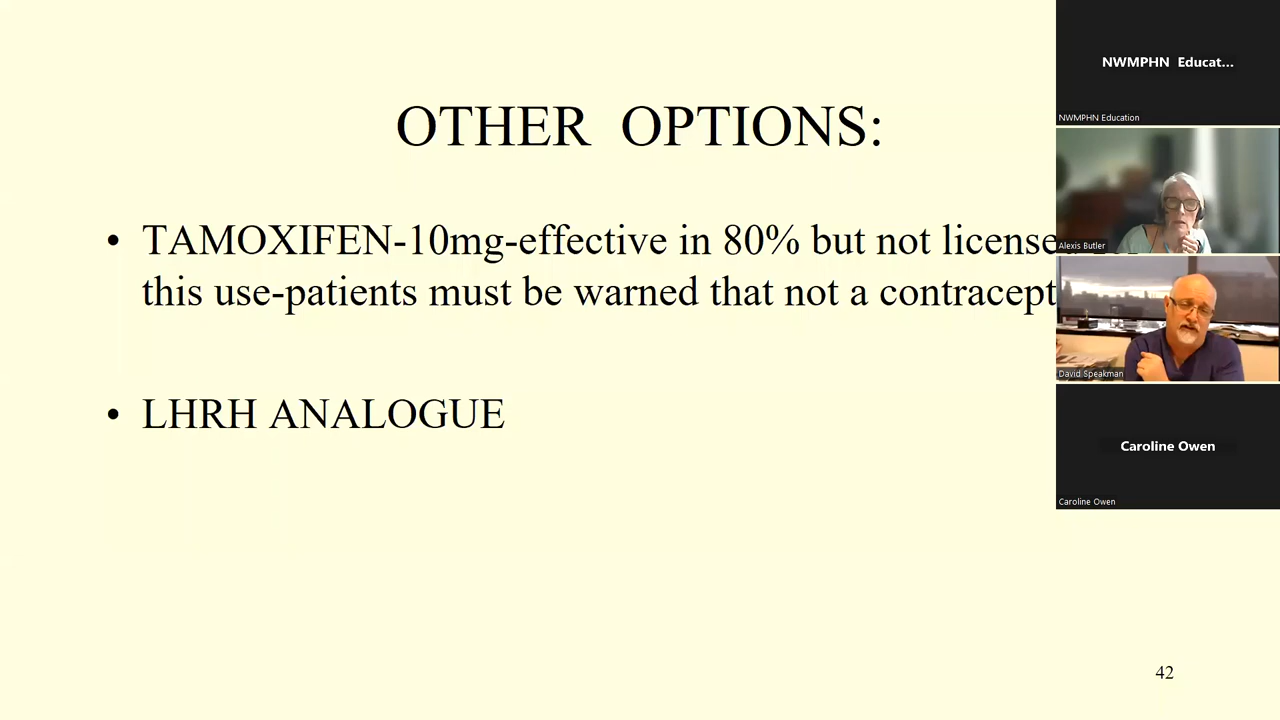 OTHER OPTIONS:
• TAMOXIFEN-10mg-effective in 80% but not license
this use-patients must be warned that not a contracept
• LHRH ANALOGUE
42
NWMPHN Educat...
NWMPHN Education
Alexis Butler
David Speakman
Caroline Owen
Caroline Owen